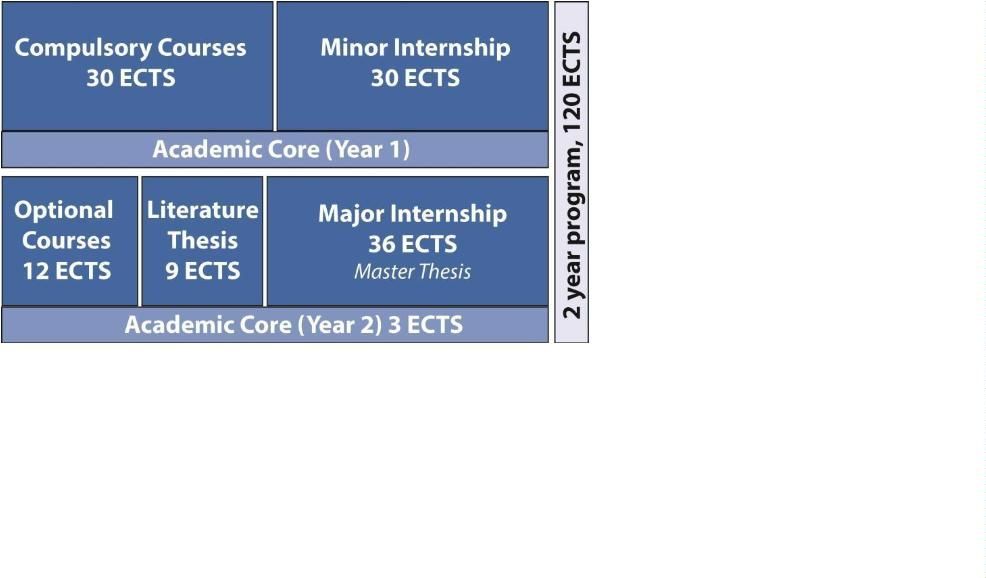 Compulsory Courses
30 ECTS
Minor Internship
30 ECTS
Academic Core (Year 1)
Optional
Courses
12 ECTS
Literature
Thesis
9 ECTS
Major Internship
36 ECTS
Master Thesis
Academic Core (Year 2) 3 ECTS
2 year program, 120 ECTS